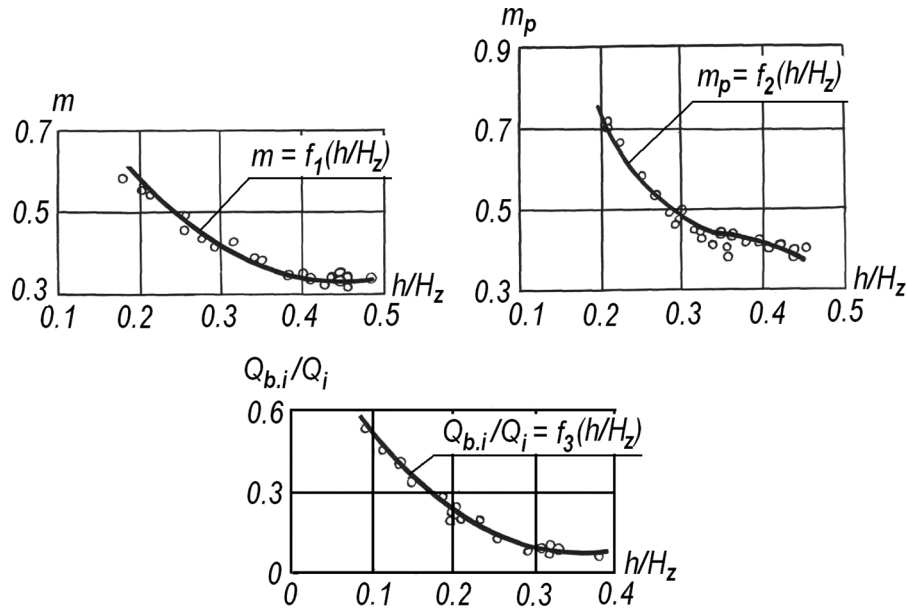 m
0.7
0.5
0.3
m = f1(h/Hz)
h/Hz
0.1 0.2 0.3 0.4 0.5
mp
0.9
0.7
0.5
0.3
mp = f2(h/Hz)
h/Hz
0.1 0.2 0.3 0.4 0.5
Qb.i/Qi
0.6
0.3
0
Qb.i/Qi = f3(h/Hz)
h/Hz
0 0.1 0.2 0.3 0.4